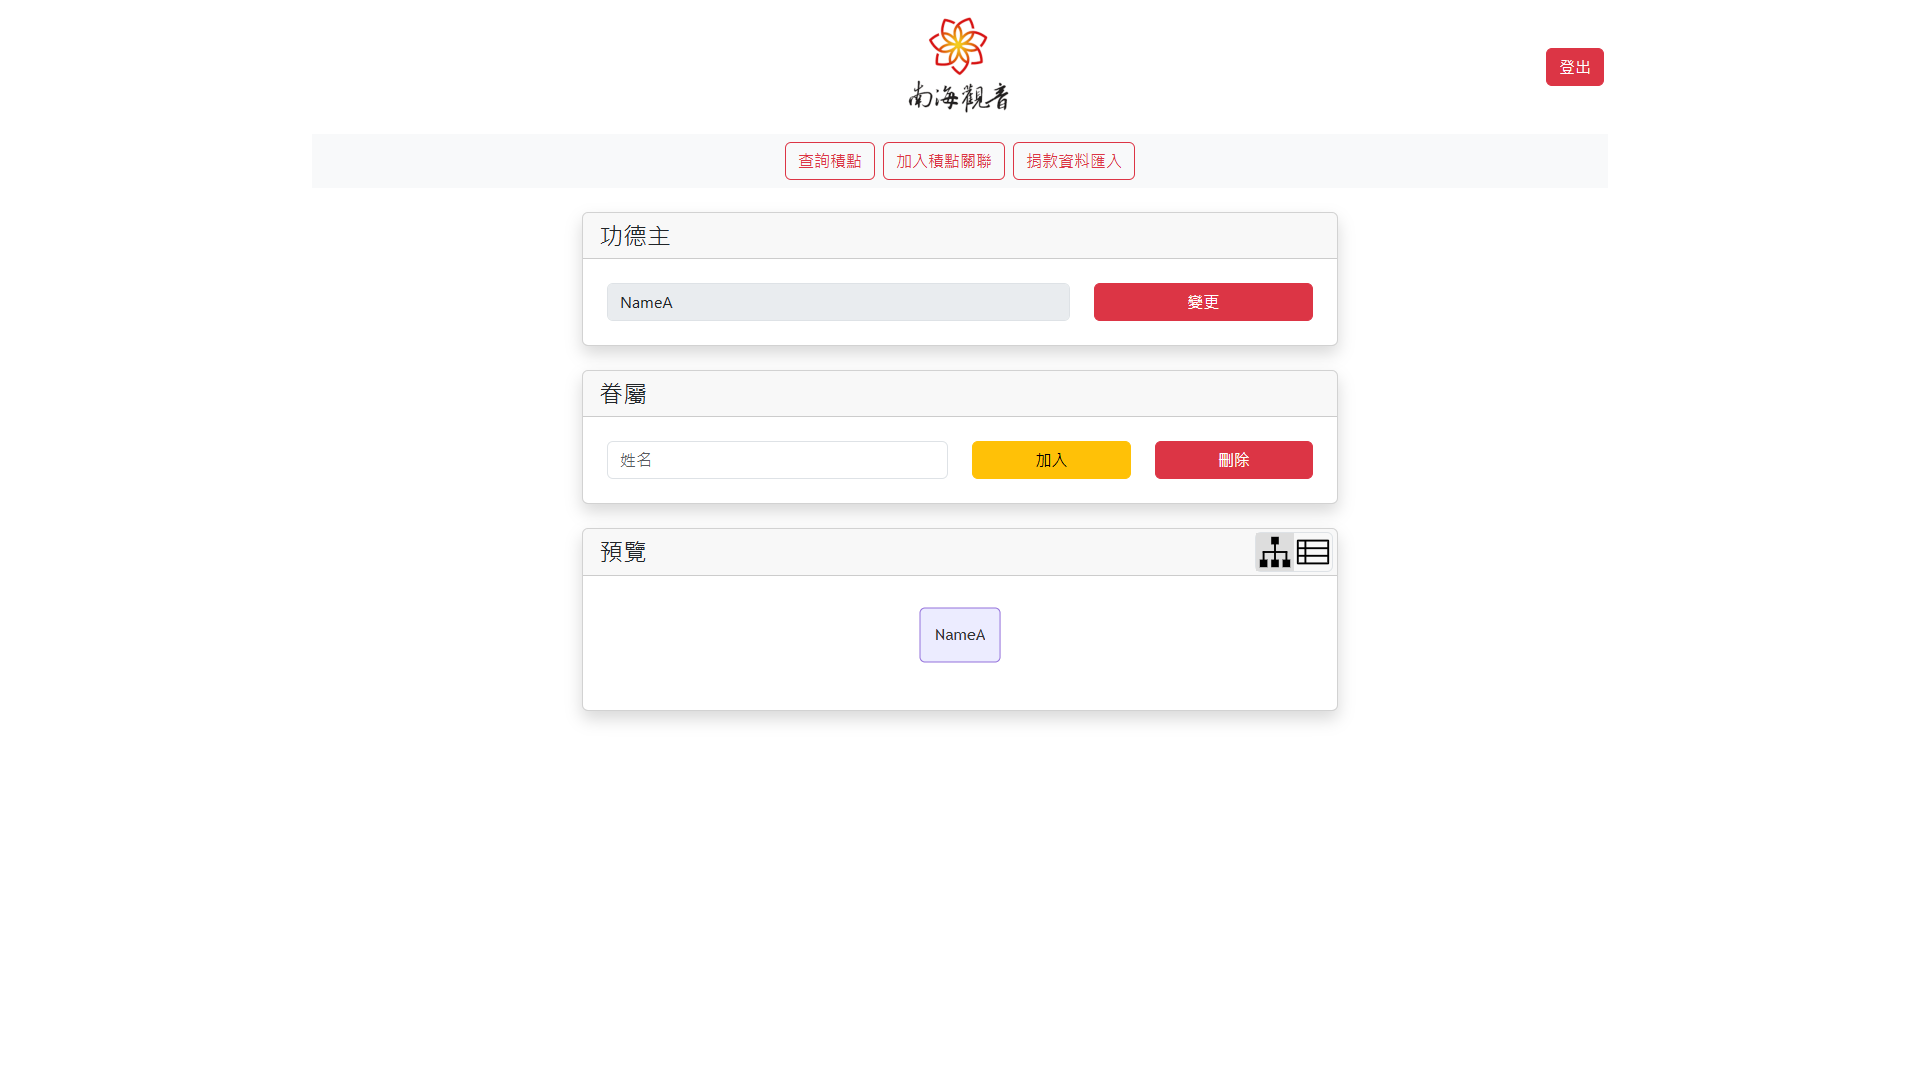 南海觀音
登出
查詢積點 加入積點關聯 捐款資料匯入
功德主
NameA 變更
眷屬
姓名 加入 刪除
預覽
NameA